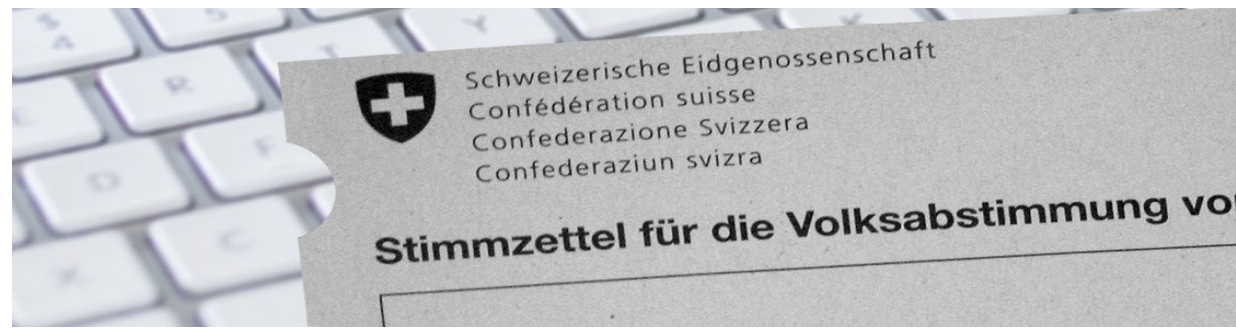 Schweizerische Eidgenossenschaft
Confédération suisse
Confederazione Svizzera
Confederaziun svizra
Stimmzettel für die Volksabstimmung